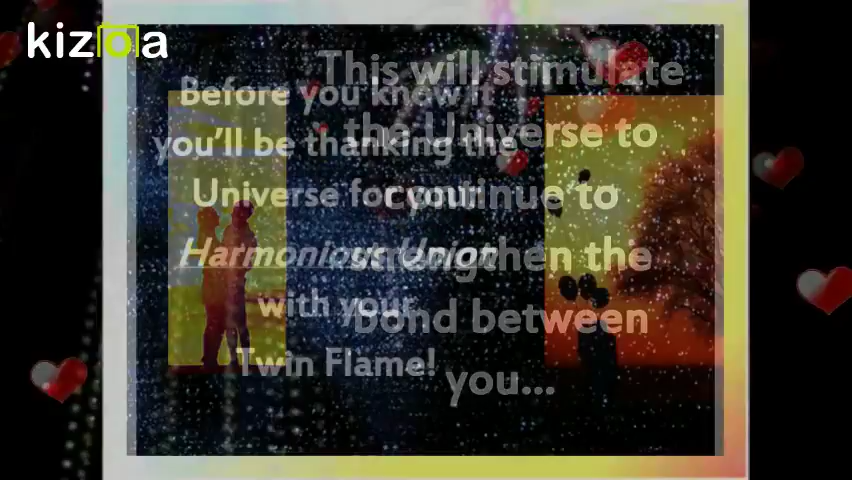 kizoa
This will stimulate
the Universe to
continue to
strengthen the
bond between
you...
Before you know it
you'll be thanking the
Universe for your
Harmonious Union
with your
Twin Flame!